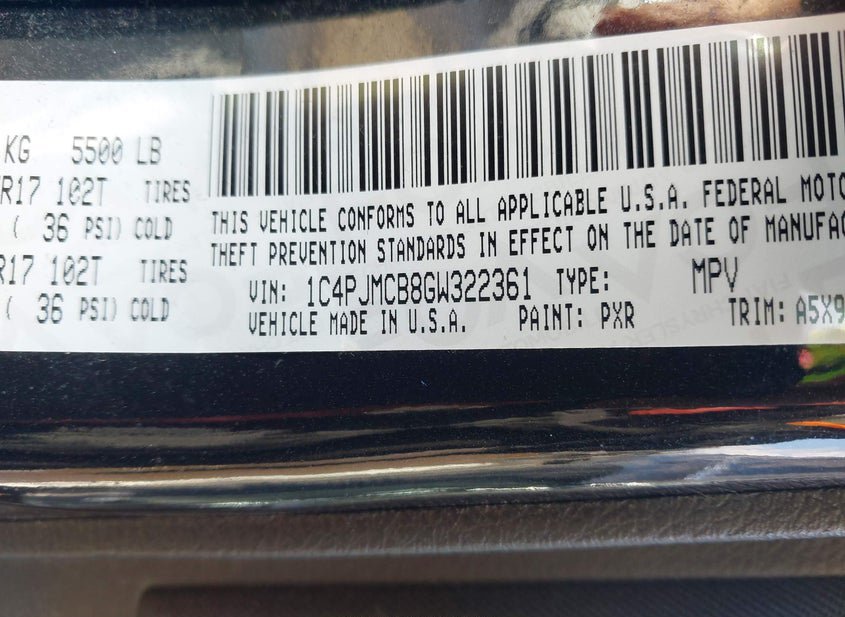 KG 5500 LB
R17 102T TIRES
( 36 PSI) COLD
R17 102T TIRES
( 36 PSI) COLD
THIS VEHICLE CONFORMS TO ALL APPLICABLE U.S.A. FEDERAL MOTO
THEFT PREVENTION STANDARDS IN EFFECT ON THE DATE OF MANUFAC
VIN: 1C4PJMCB8GW322361 TYPE: MPV
VEHICLE MADE IN U.S.A. PAINT: PXR TRIM: A5X9